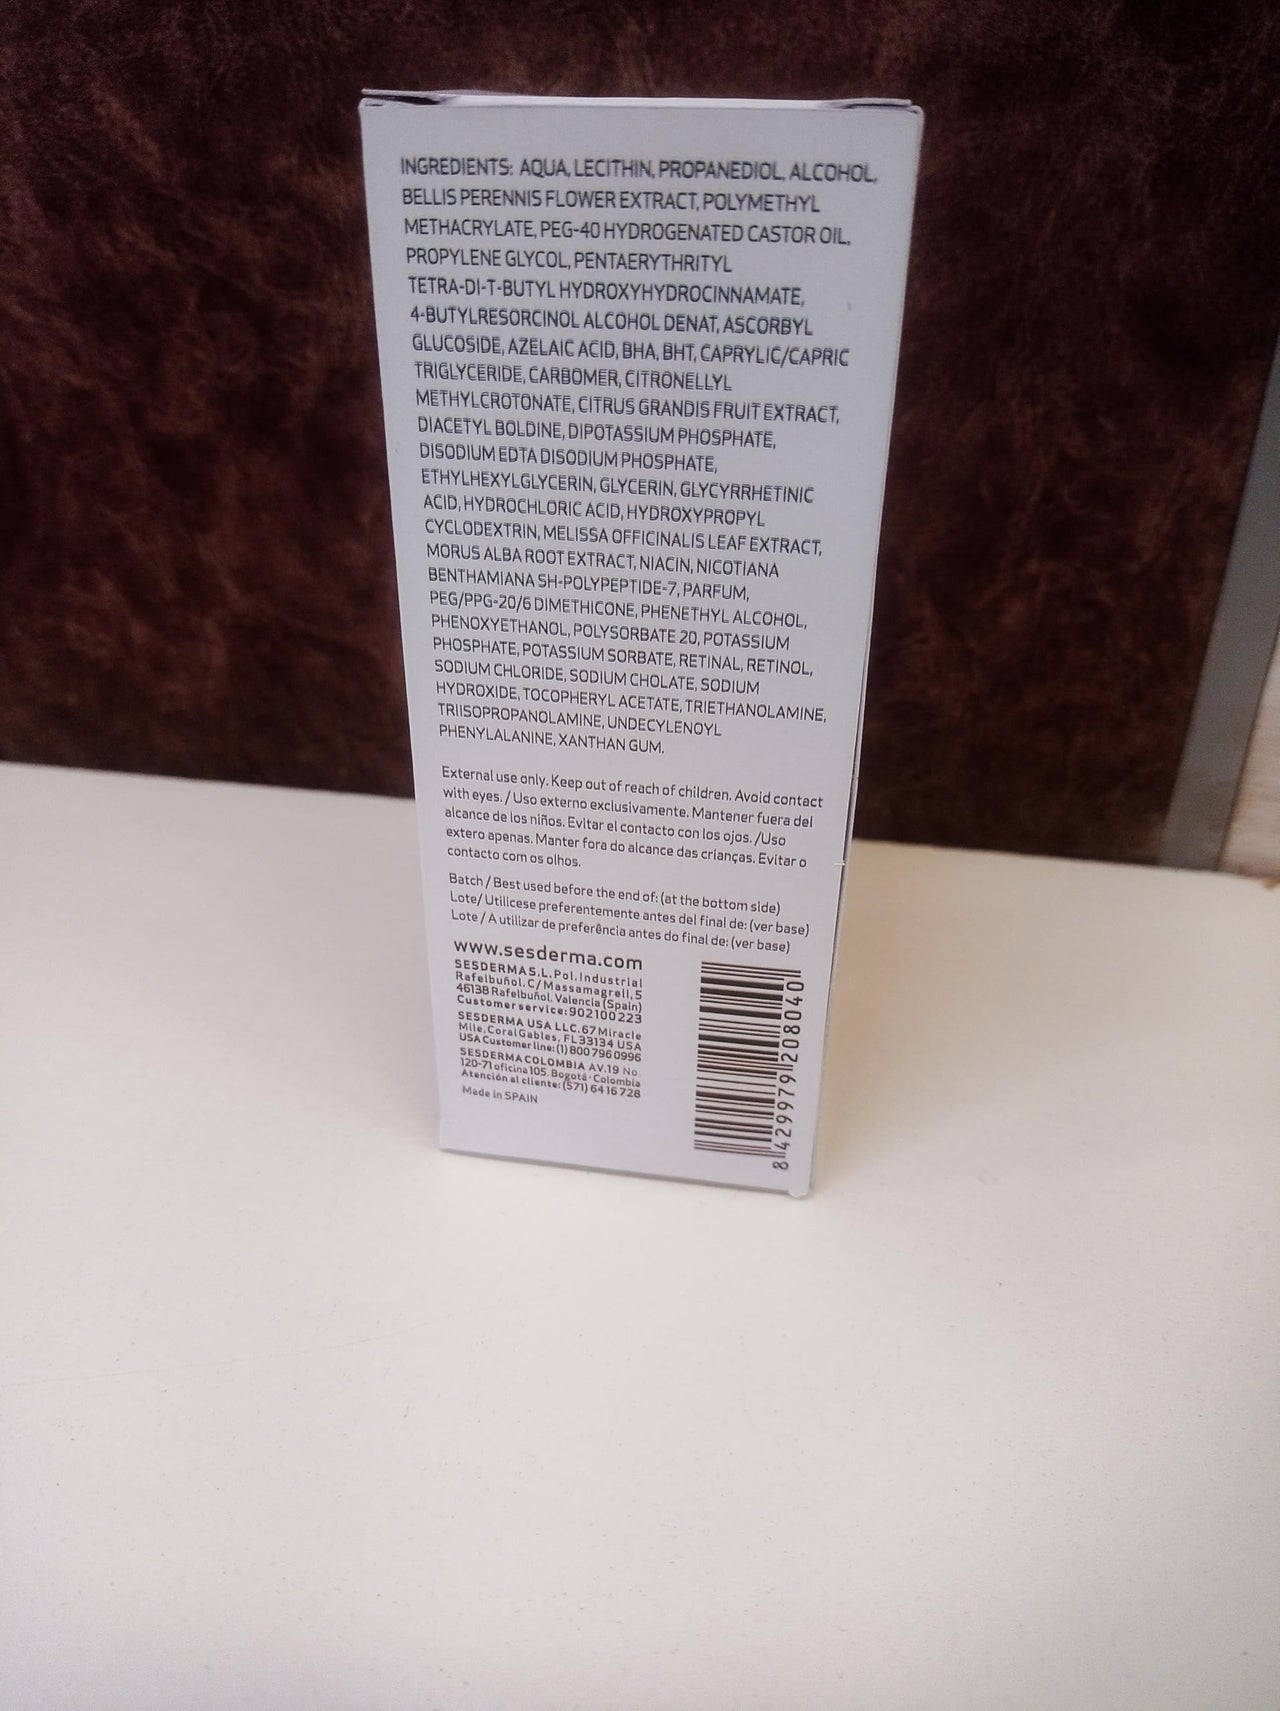 INGREDIENTS: AQUA, LECITHIN, PROPANEDIOL, ALCOHOL,
BELLIS PERENNIS FLOWER EXTRACT, POLYMETHYL
METHACRYLATE, PEG-40 HYDROGENATED CASTOR OIL,
PROPYLENE GLYCOL, PENTAERYTHRITYL
TETRA-DI-T-BUTYL HYDROXYHYDROCINNAMATE,
4-BUTYLRESORCINOL ALCOHOL DENAT, ASCORBYL
GLUCOSIDE, AZELAIC ACID, BHA, BHT, CAPRYLIC/CAPRIC
TRIGLYCERIDE, CARBOMER, CITRONELLYL
METHYLCROTONATE, CITRUS GRANDIS FRUIT EXTRACT,
DIACETYL BOLDINE, DIPOTASSIUM PHOSPHATE,
DISODIUM EDTA DISODIUM PHOSPHATE,
ETHYLHEXYLGLYCERIN, GLYCERIN, GLYCYRRHETINIC
ACID, HYDROCHLORIC ACID, HYDROXYPROPYL
CYCLODEXTRIN, MELISSA OFFICINALIS LEAF EXTRACT,
MORUS ALBA ROOT EXTRACT, NIACIN, NICOTIANA
BENTHAMIANA SH-POLYPEPTIDE-7, PARFUM,
PEG/PPG-20/6 DIMETHICONE, PHENETHYL ALCOHOL,
PHENOXYETHANOL, POLYSORBATE 20, POTASSIUM
PHOSPHATE, POTASSIUM SORBATE, RETINAL, RETINOL,
SODIUM CHLORIDE, SODIUM CHOLATE, SODIUM
HYDROXIDE, TOCOPHERYL ACETATE, TRIETHANOLAMINE,
TRIISOPROPANOLAMINE, UNDECYLENOYL
PHENYLALANINE, XANTHAN GUM.
External use only. Keep out of reach of children. Avoid contact
with eyes. / Uso externo exclusivamente. Mantener fuera del
alcance de los niños. Evitar el contacto con los ojos. /Uso
extero apenas. Manter fora do alcance das crianças. Evitar o
contacto com os olhos.
Batch / Best used before the end of: (at the bottom side)
Lote/ Utilícese preferentemente antes del final de: (ver base)
Lote / A utilizar de preferência antes do final de: (ver base)
www.sesderma.com
SESDERMA S.L. Pol. Industrial
Rafelbuñol. C/ Massamagrell, 5
46138 Rafelbuñol. Valencia (Spain)
Customer service: 902100223
SESDERMA USA LLC. 67 Miracle
Mile, Coral Gables, FL 33134 USA
USA Customer line: (1) 800 796 0996
SESDERMA COLOMBIA AV. 19 No.
120-71 oficina 105. Bogotá - Colombia
Atención al cliente: (571) 64 16 728
Made in SPAIN
8 429979 208040